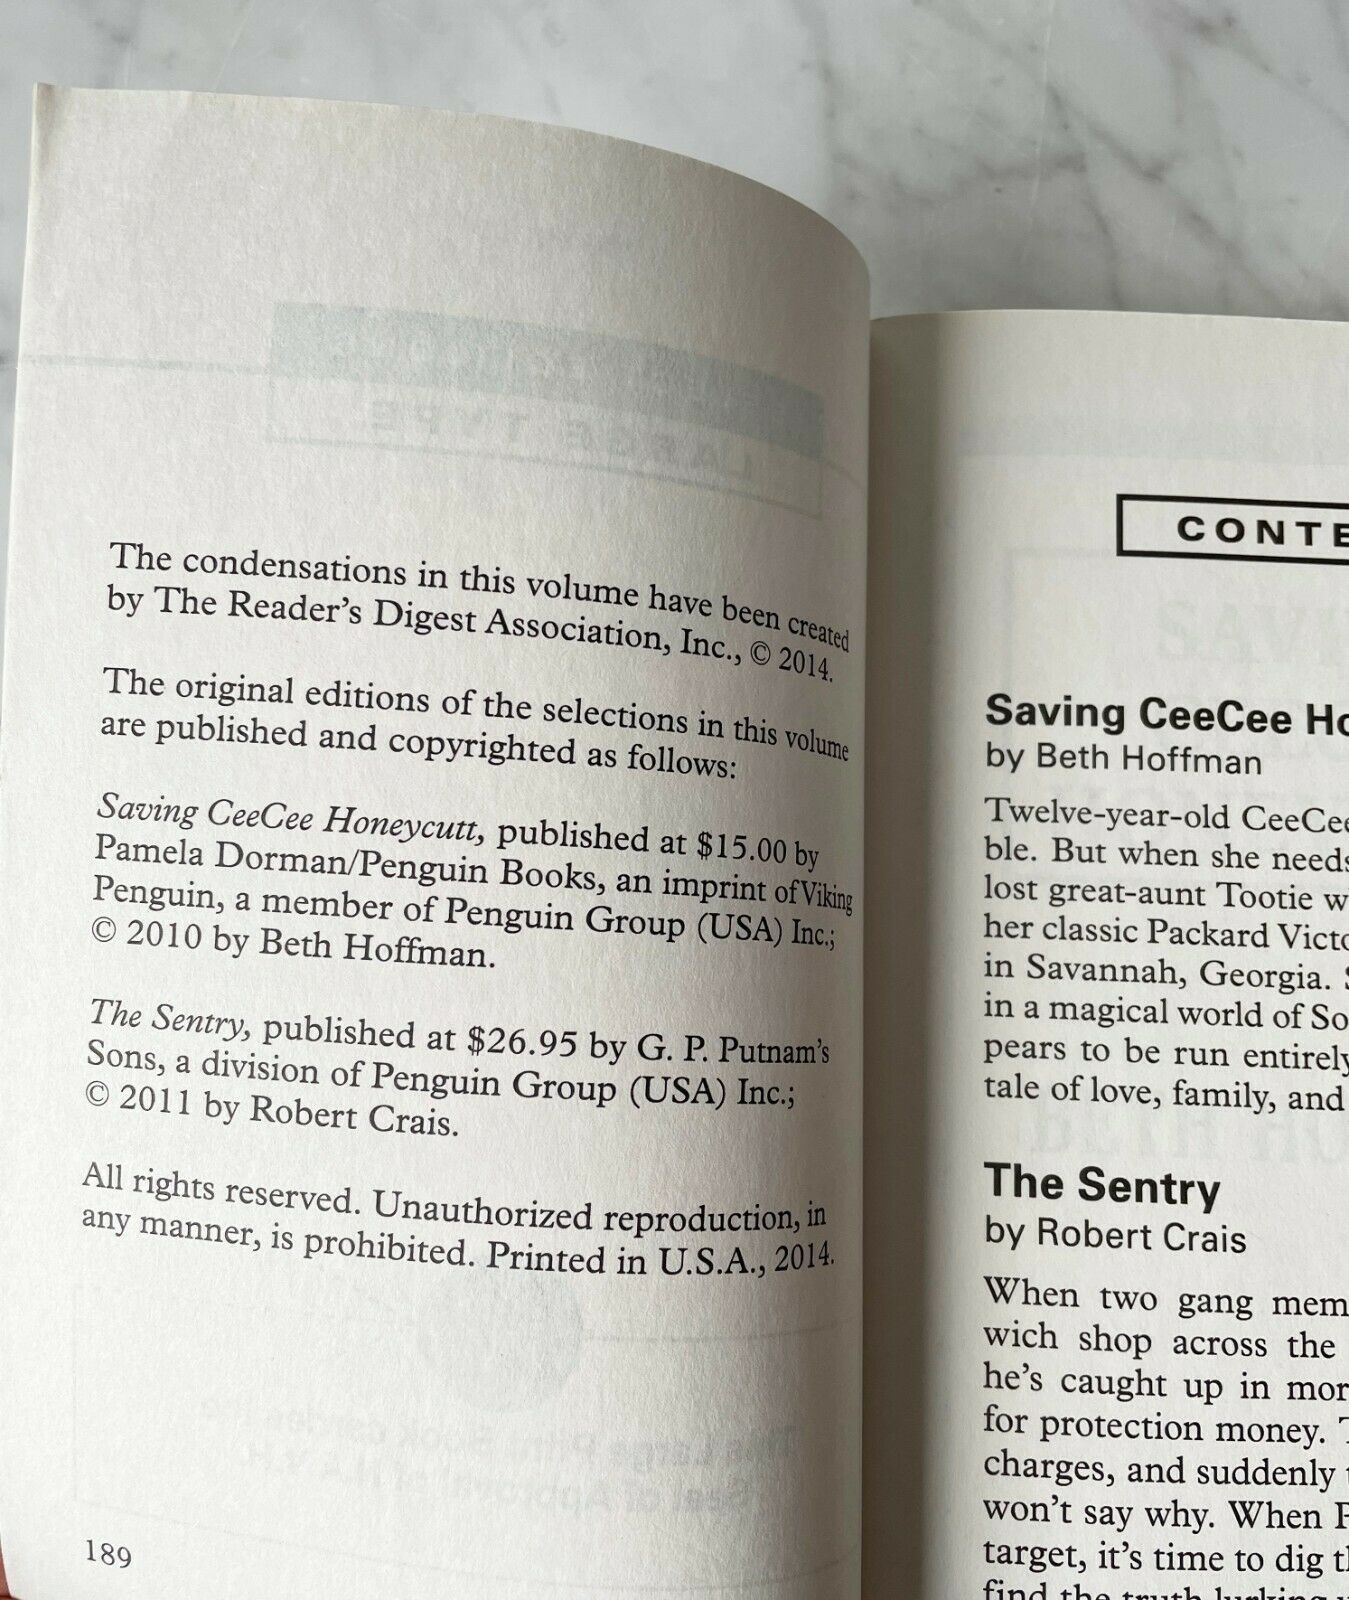 The condensations in this volume have been created
by The Reader's Digest Association, Inc., © 2014.
The original editions of the selections in this volume
are published and copyrighted as follows:
Saving CeeCee Honeycutt, published at $15.00 by
Pamela Dorman/Penguin Books, an imprint of Viking
Penguin, a member of Penguin Group (USA) Inc.;
© 2010 by Beth Hoffman.
The Sentry, published at $26.95 by G. P. Putnam's
Sons, a division of Penguin Group (USA) Inc.;
© 2011 by Robert Crais.
All rights reserved. Unauthorized reproduction, in
any manner, is prohibited. Printed in U.S.A., 2014.
189
CONTE
Saving CeeCee Ho
by Beth Hoffman
Twelve-year-old CeeCee
ble. But when she needs
lost great-aunt Tootie w
her classic Packard Victo
in Savannah, Georgia. S
in a magical world of So
pears to be run entirely
tale of love, family, and
The Sentry
by Robert Crais
When two gang mem
wich shop across the
he's caught up in mor
for protection money. T
charges, and suddenly t
won't say why. When P
target, it's time to dig th
find the truth lurking
LARGE TYPE